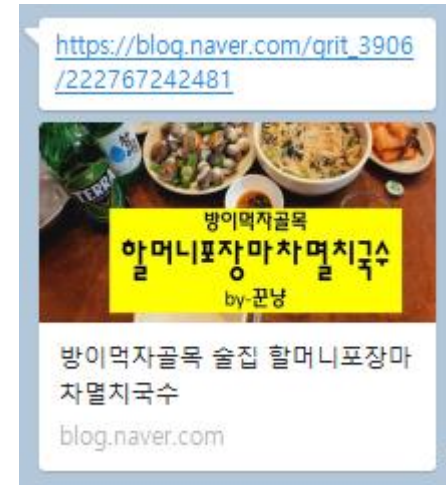 https://blog.naver.com/grit_3906
/222767242481
TERRA
방이먹자골목
할머니포장마차멸치국수
by-꾼냥
방이먹자골목 술집 할머니포장마
차멸치국수
blog.naver.com